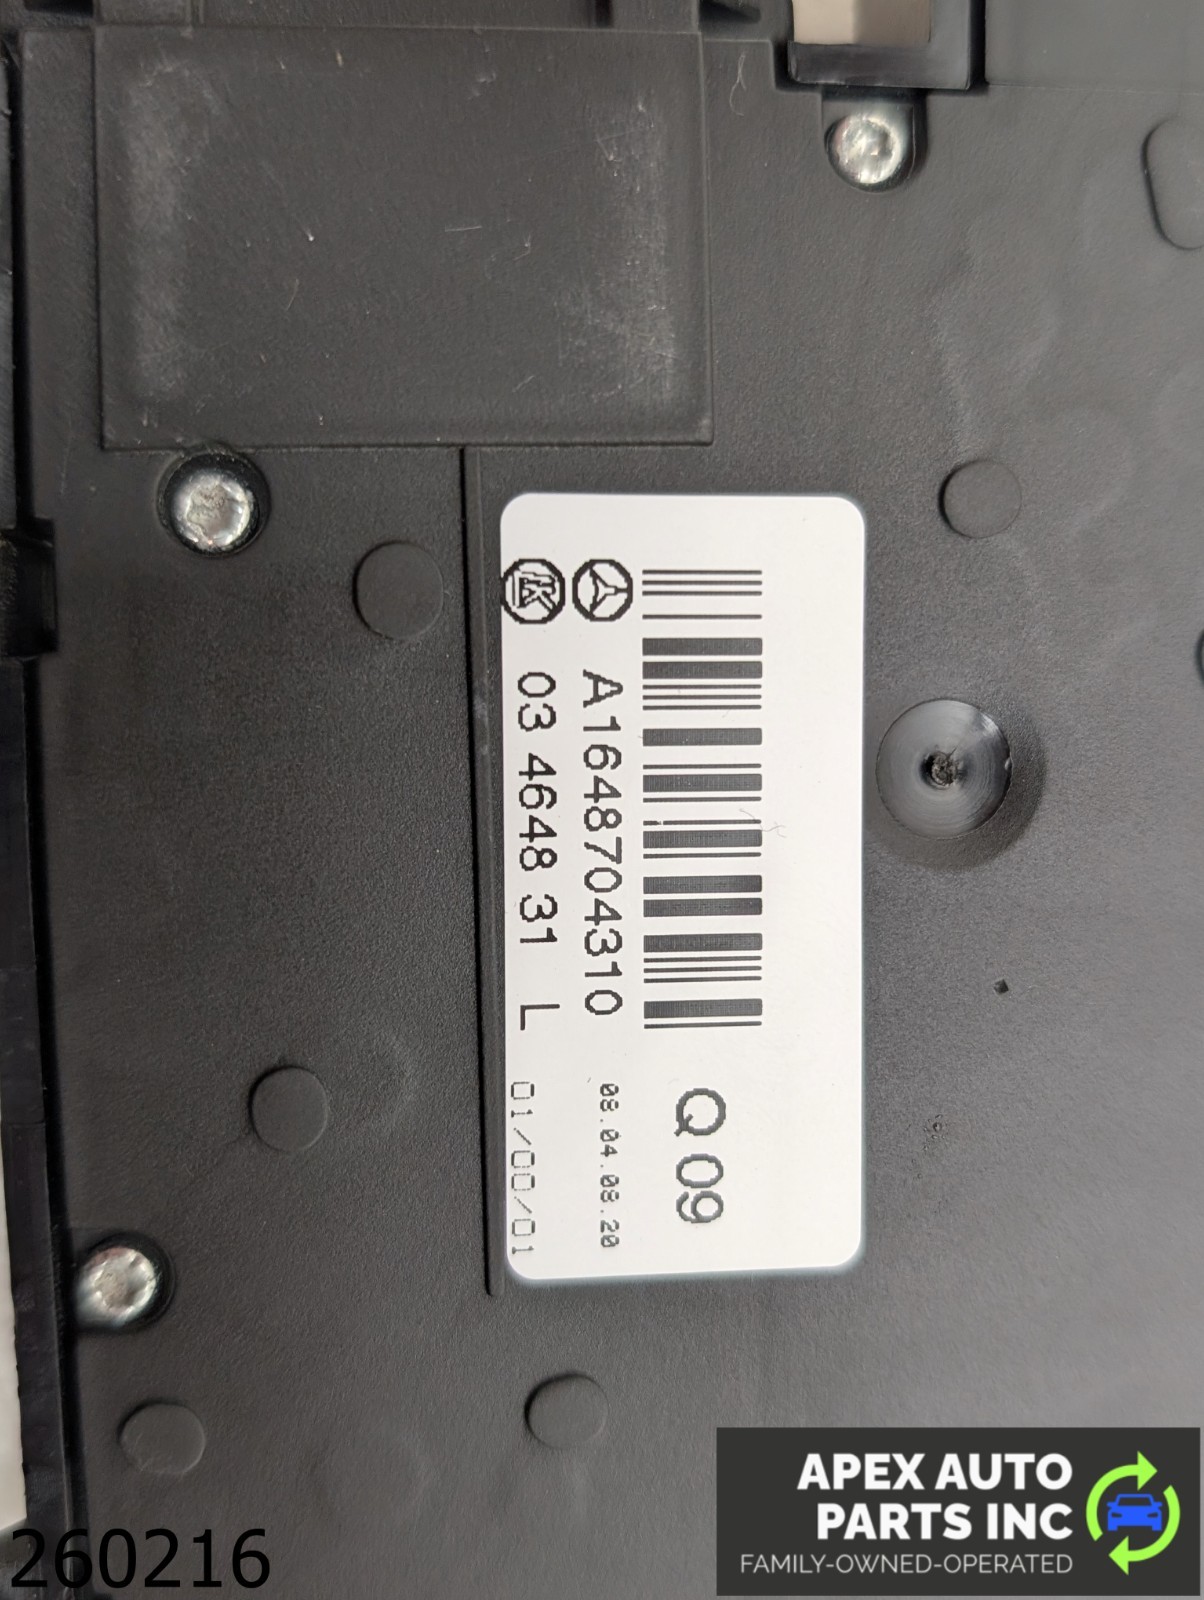 A1648704310
03 4648 31 L
Q09
08.04.08.20
01/00/01
260216
APEX AUTO
PARTS INC
FAMILY-OWNED-OPERATED